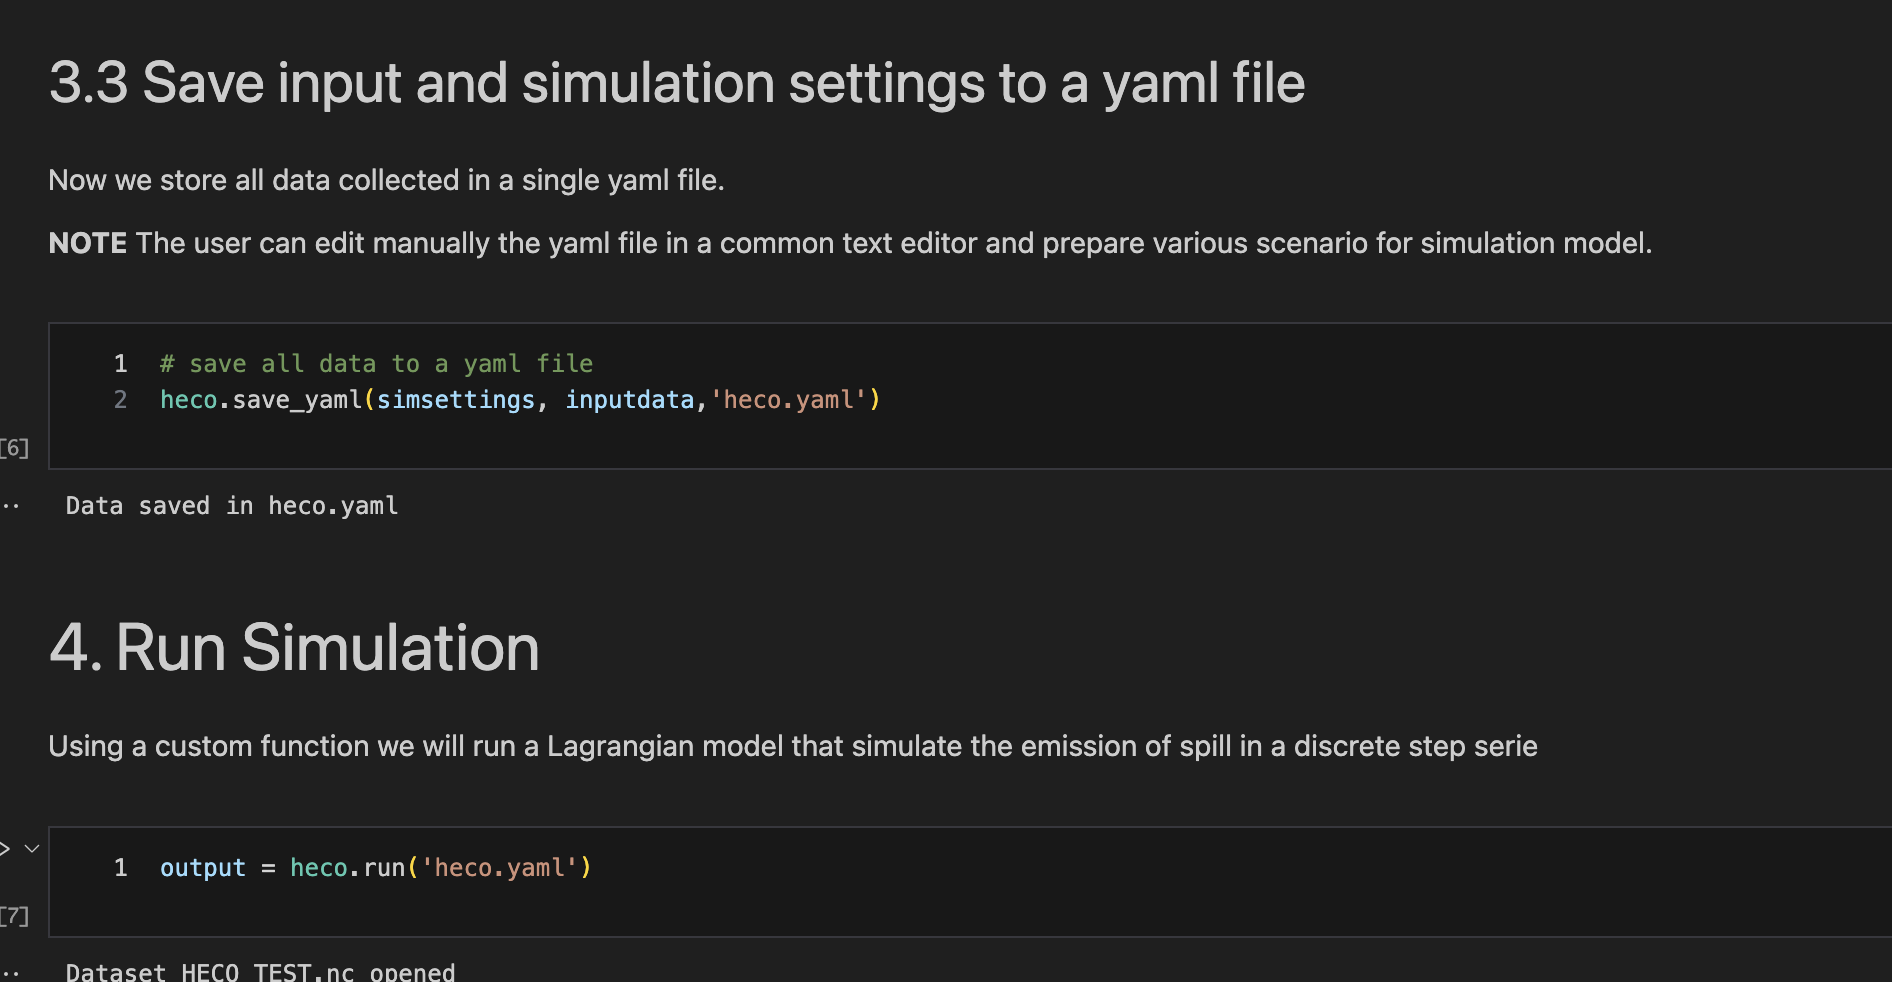 3.3 Save input and simulation settings to a yaml file
Now we store all data collected in a single yaml file.
NOTE The user can edit manually the yaml file in a common text editor and prepare various scenario for simulation model.
1 # save all data to a yaml file
2 heco.save_yaml(simsettings, inputdata,'heco.yaml')
[6]
Data saved in heco.yaml
4. Run Simulation
Using a custom function we will run a Lagrangian model that simulate the emission of spill in a discrete step serie
1 output = heco.run('heco.yaml')
[7]
Dataset HECO_TEST.nc opened